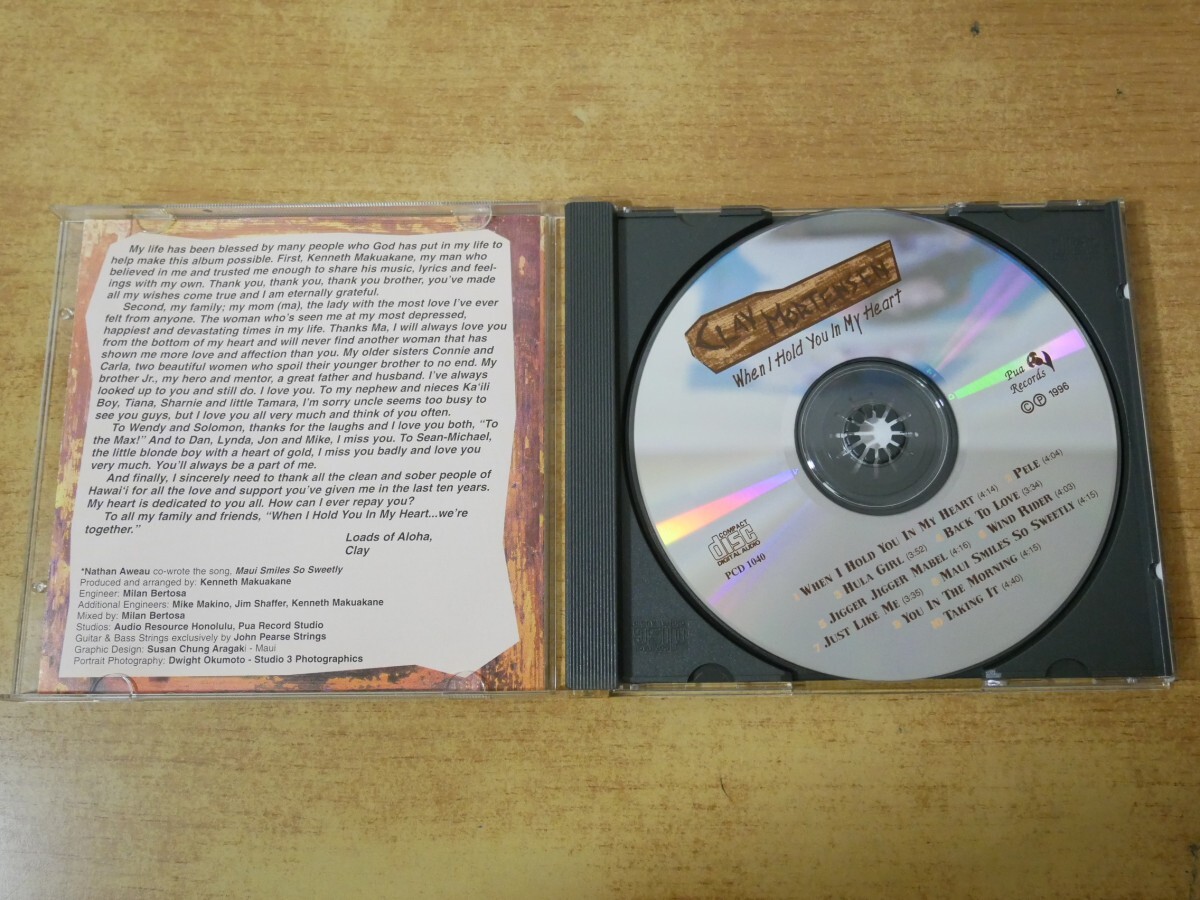 My life has been blessed by many people who God has put in my life to
help make this album possible. First, Kenneth Makuakane, my man who
believed in me and trusted me enough to share his music, lyrics and feel-
ings with my own. Thank you, thank you, thank you brother, you've made
all my wishes come true and I am eternally grateful.
Second, my family; my mom (ma), the lady with the most love I've ever
felt from anyone. The woman who's seen me at my most depressed,
happiest and devastating times in my life. Thanks Ma, I will always love you
from the bottom of my heart and will never find another woman that has
shown me more love and affection than you. My older sisters Connie and
Carla, two beautiful women who spoil their younger brother to no end. My
brother Jr., my hero and mentor, a great father and husband. I've always
looked up to you and still do. I love you. To my nephew and nieces Ka'ili
Boy, Tiana, Sharnie and little Tamara, I'm sorry uncle seems too busy to
see you guys, but I love you all very much and think of you often.
To Wendy and Solomon, thanks for the laughs and I love you both, "To
the Max!" And to Dan, Lynda, Jon and Mike, I miss you. To Sean-Michael,
the little blonde boy with a heart of gold, I miss you badly and love you
very much. You'll always be a part of me.
And finally, I sincerely need to thank all the clean and sober people of
Hawai'i for all the love and support you've given me in the last ten years.
My heart is dedicated to you all. How can I ever repay you?
To all my family and friends, "When I Hold You In My Heart...we're
together."
Loads of Aloha,
Clay
*Nathan Aweau co-wrote the song, Maui Smiles So Sweetly
Produced and arranged by: Kenneth Makuakane
Engineer: Milan Bertosa
Additional Engineers: Mike Makino, Jim Shaffer, Kenneth Makuakane
Mixed by: Milan Bertosa
Studios: Audio Resource Honolulu, Pua Record Studio
Guitar & Bass Strings exclusively by John Pearse Strings
Graphic Design: Susan Chung Aragaki - Maui
Portrait Photography: Dwight Okumoto - Studio 3 Photographics
CLAY MORTENSEN
When I Hold You In My Heart
Pua
Records
© ℗ 1996
COMPACT
disc
DIGITAL AUDIO
PCD 1040
1 WHEN I HOLD YOU IN MY HEART (4:14) 2 PELE (4:04)
3 HULA GIRL (3:52) 4 BACK TO LOVE (3:34)
5 JIGGER JIGGER MABEL (4:16) 6 WIND RIDER (4:03)
7 JUST LIKE ME (3:35) 8 MAUI SMILES SO SWEETLY (4:15)
9 YOU IN THE MORNING (4:15)
10 TAKING IT (4:40)